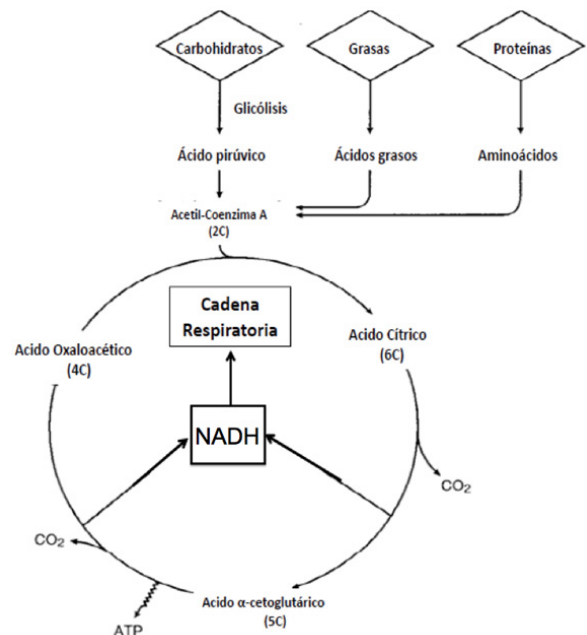 Carbohidratos
Grasas
Proteínas
Glicólisis
Ácido pirúvico
Ácidos grasos
Aminoácidos
Acetil-Coenzima A
(2C)
Cadena
Respiratoria
Acido Oxaloacético
(4C)
Acido Cítrico
(6C)
NADH
CO₂
CO₂
Acido α-cetoglutárico
(5C)
ATP